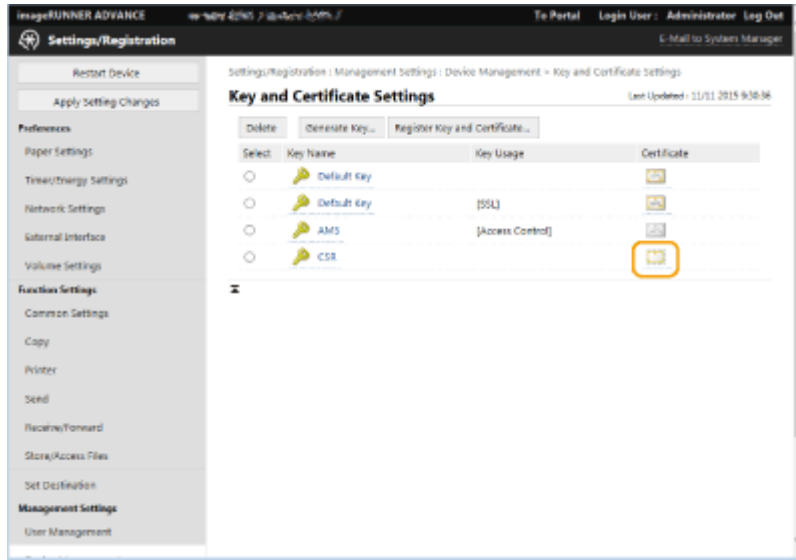 imageRUNNER ADVANCE
To Portal Login User : Administrator Log Out
Settings/Registration
E-Mail to System Manager
Restart Device
Apply Setting Changes
Preferences
Paper Settings
Timer/Energy Settings
Network Settings
External Interface
Volume Settings
Function Settings
Common Settings
Copy
Printer
Send
Receive/Forward
Store/Access Files
Set Destination
Management Settings
User Management
Settings/Registration : Management Settings : Device Management > Key and Certificate Settings
Key and Certificate Settings
Last Updated : 11/11 2015 9:30:36
Delete Generate Key... Register Key and Certificate...
Select Key Name Key Usage Certificate
Default Key
Default Key [SSL]
AMS [Access Control]
CSR